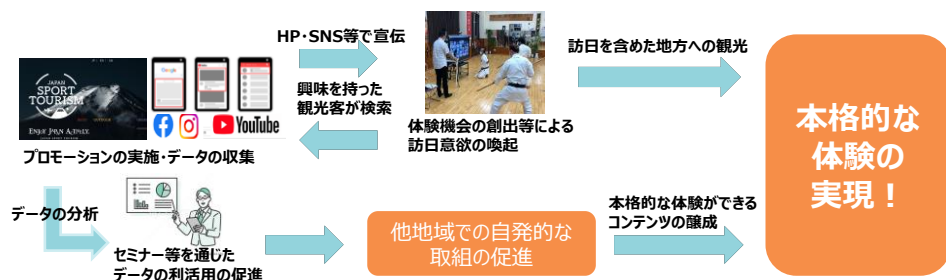 HP・SNS等で宣伝
訪日を含めた地方への観光
興味を持った
観光客が検索
JAPAN
SPORT
TOURISM
ENJOY JAPAN ACTIVELY
Google
YouTube
体験機会の創出等による
訪日意欲の喚起
プロモーションの実施・データの収集
本格的な
体験の
実現！
データの分析
セミナー等を通じた
データの利活用の促進
他地域での自発的な
取組の促進
本格的な体験ができる
コンテンツの醸成